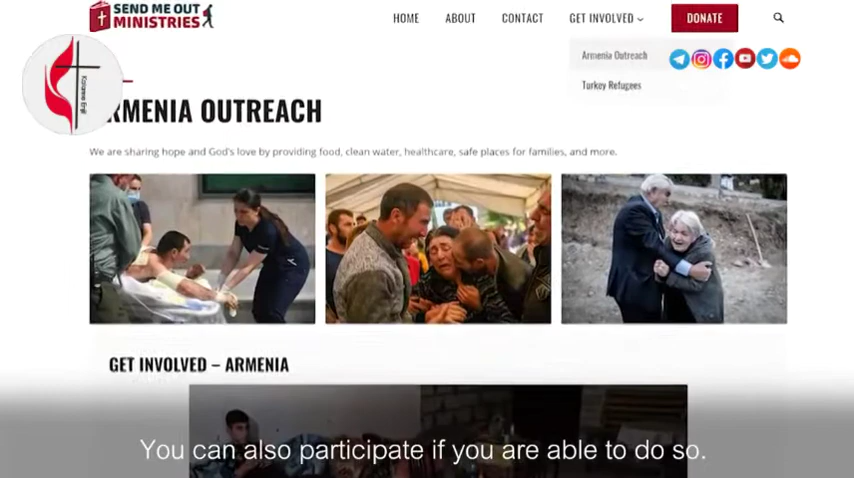 SEND ME OUT
MINISTRIES
HOME ABOUT CONTACT GET INVOLVED DONATE
Armenia Outreach
Turkey Refugees
RMENIA OUTREACH
We are sharing hope and God's love by providing food, clean water, healthcare, safe places for families, and more.
GET INVOLVED – ARMENIA
You can also participate if you are able to do so.